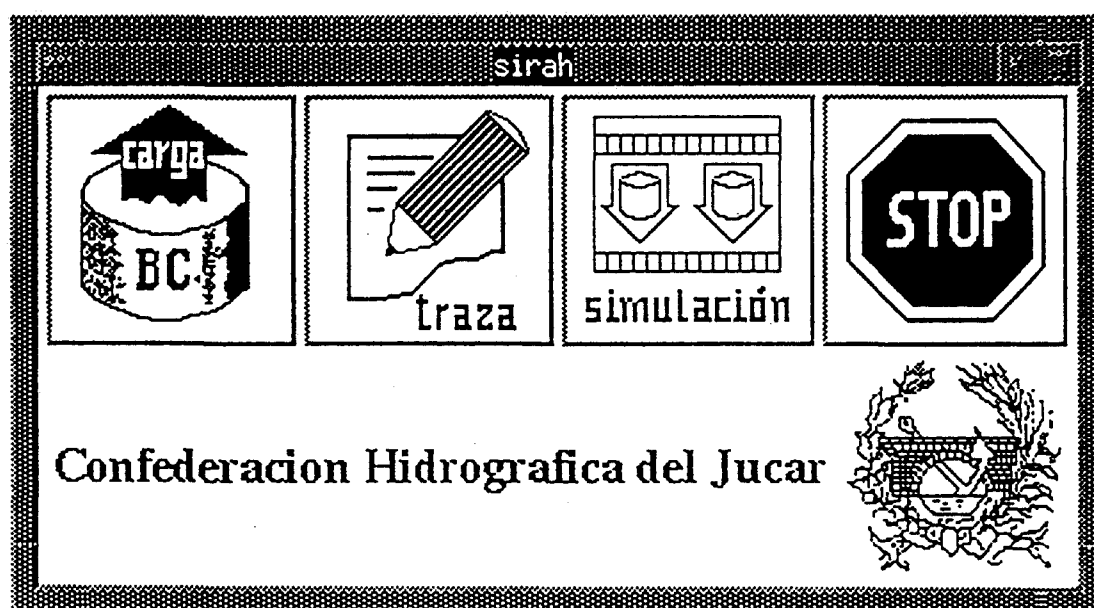 sirah
carga
BC
traza
simulación
STOP
Confederacion Hidrografica del Jucar